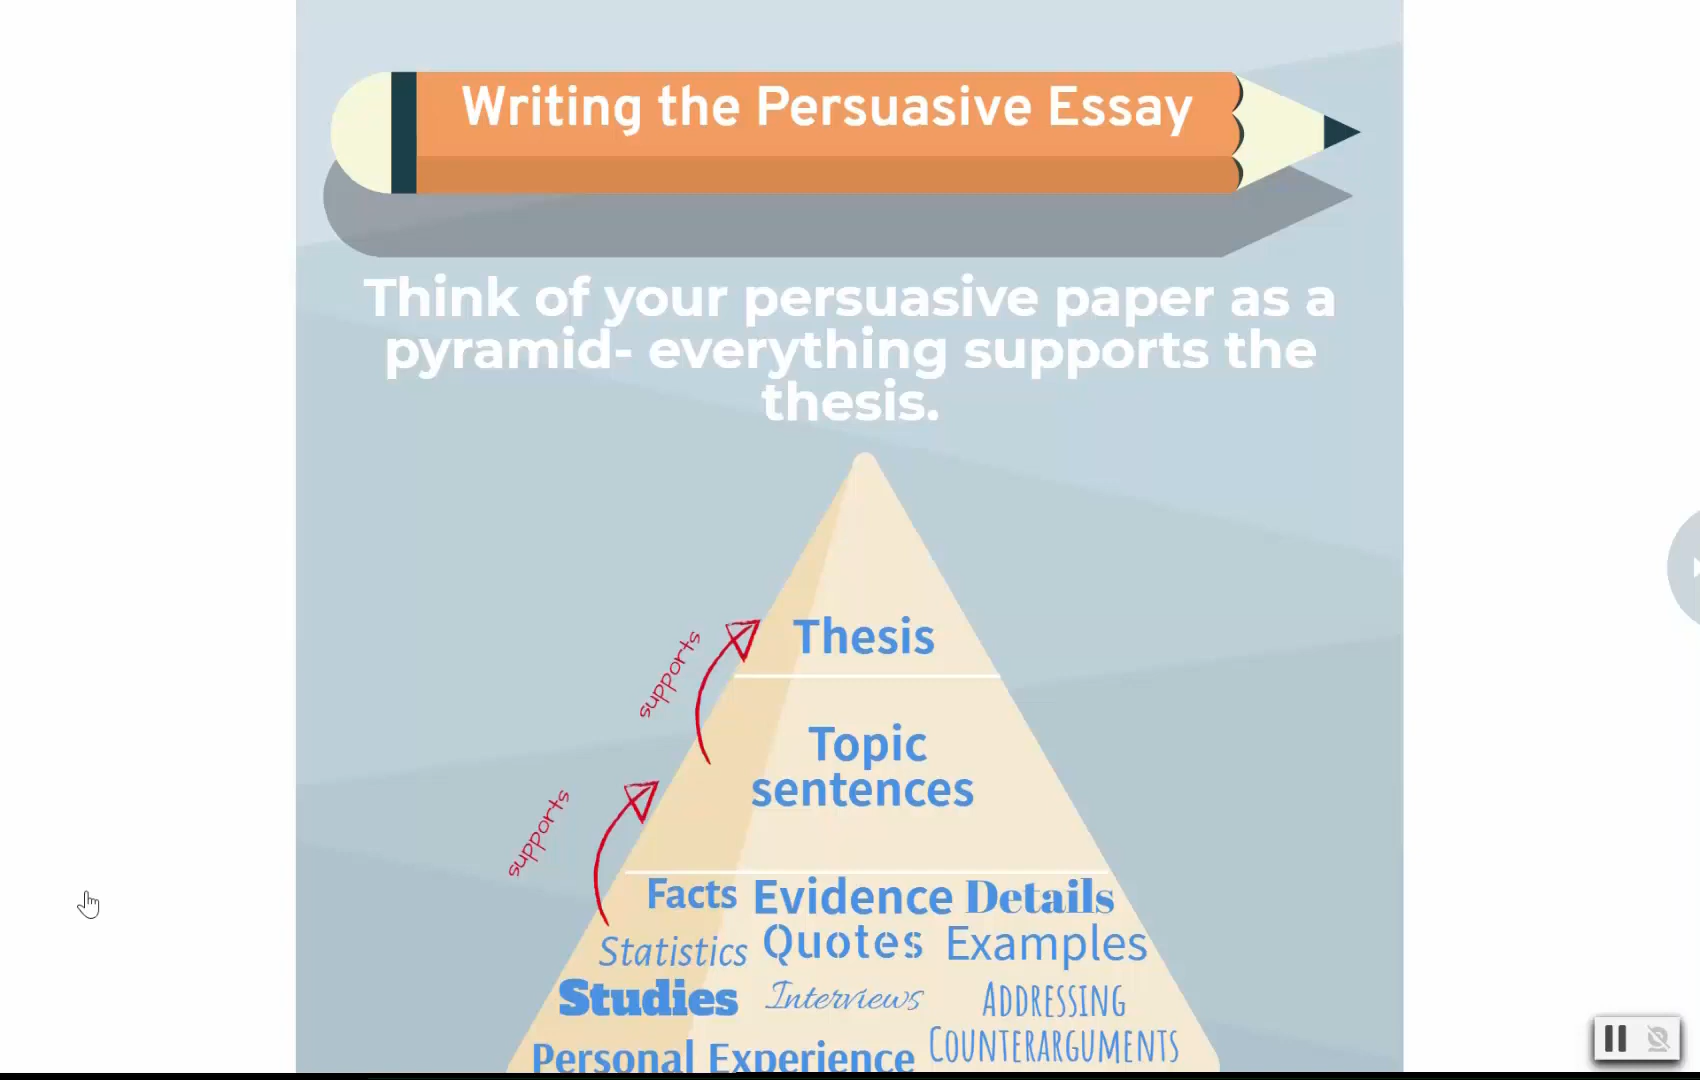 Writing the Persuasive Essay
Think of your persuasive paper as a
pyramid- everything supports the
thesis.
Thesis
supports
Topic
sentences
supports
Facts Evidence Details
Statistics Quotes Examples
Studies Interviews Addressing
Counterarguments
Personal Experience